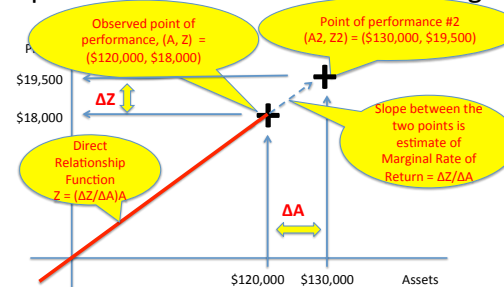 Observed point of
performance, (A, Z) =
($120,000, $18,000)
Point of performance #2
(A2, Z2) = ($130,000, $19,500)
$19,500
ΔZ
$18,000
Slope between the
two points is
estimate of
Marginal Rate of
Return = ΔZ/ΔA
Direct
Relationship
Function
Z = (ΔZ/ΔA)A
ΔA
$120,000
$130,000
Assets